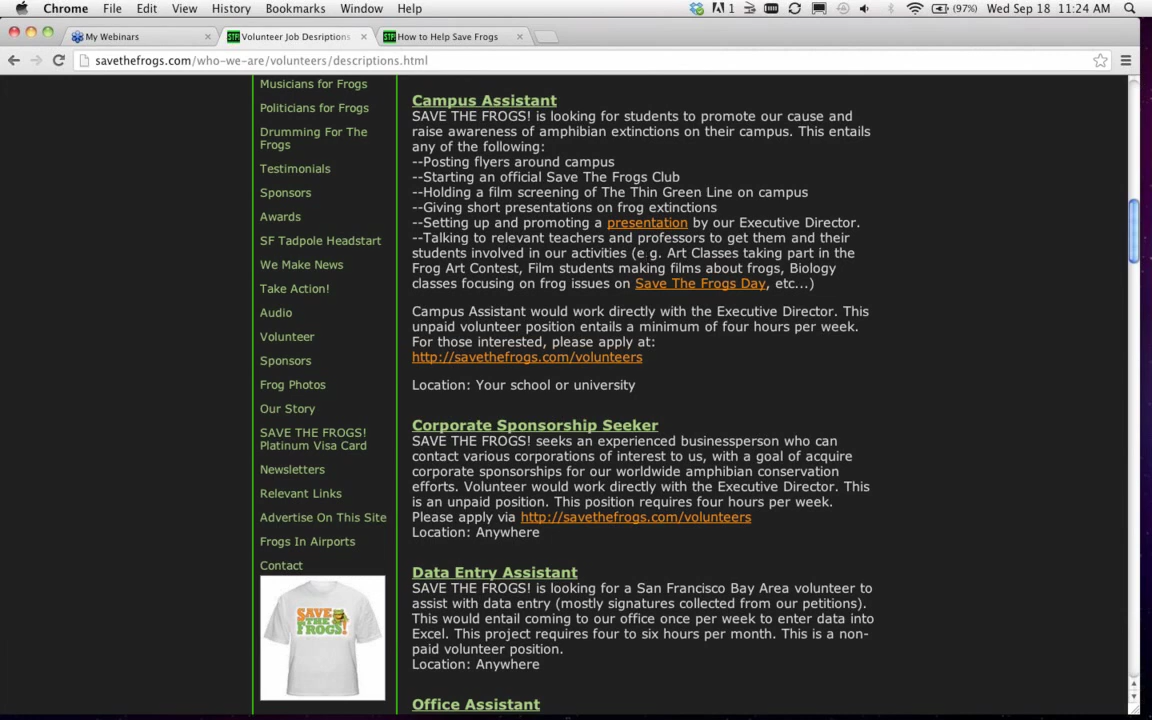 Chrome File Edit View History Bookmarks Window Help 1 (97%) Wed Sep 18 11:24 AM
My Webinars
Volunteer Job Desriptions
How to Help Save Frogs
savethefrogs.com/who-we-are/volunteers/descriptions.html
Musicians for Frogs
Politicians for Frogs
Drumming For The
Frogs
Testimonials
Sponsors
Awards
SF Tadpole Headstart
We Make News
Take Action!
Audio
Volunteer
Sponsors
Frog Photos
Our Story
SAVE THE FROGS!
Platinum Visa Card
Newsletters
Relevant Links
Advertise On This Site
Frogs In Airports
Contact
SAVE
THE
FROGS!
Campus Assistant
SAVE THE FROGS! is looking for students to promote our cause and
raise awareness of amphibian extinctions on their campus. This entails
any of the following:
--Posting flyers around campus
--Starting an official Save The Frogs Club
--Holding a film screening of The Thin Green Line on campus
--Giving short presentations on frog extinctions
--Setting up and promoting a presentation by our Executive Director.
--Talking to relevant teachers and professors to get them and their
students involved in our activities (e.g. Art Classes taking part in the
Frog Art Contest, Film students making films about frogs, Biology
classes focusing on frog issues on Save The Frogs Day, etc...)
Campus Assistant would work directly with the Executive Director. This
unpaid volunteer position entails a minimum of four hours per week.
For those interested, please apply at:
http://savethefrogs.com/volunteers
Location: Your school or university
Corporate Sponsorship Seeker
SAVE THE FROGS! seeks an experienced businessperson who can
contact various corporations of interest to us, with a goal of acquire
corporate sponsorships for our worldwide amphibian conservation
efforts. Volunteer would work directly with the Executive Director. This
is an unpaid position. This position requires four hours per week.
Please apply via http://savethefrogs.com/volunteers
Location: Anywhere
Data Entry Assistant
SAVE THE FROGS! is looking for a San Francisco Bay Area volunteer to
assist with data entry (mostly signatures collected from our petitions).
This would entail coming to our office once per week to enter data into
Excel. This project requires four to six hours per month. This is a non-
paid volunteer position.
Location: Anywhere
Office Assistant